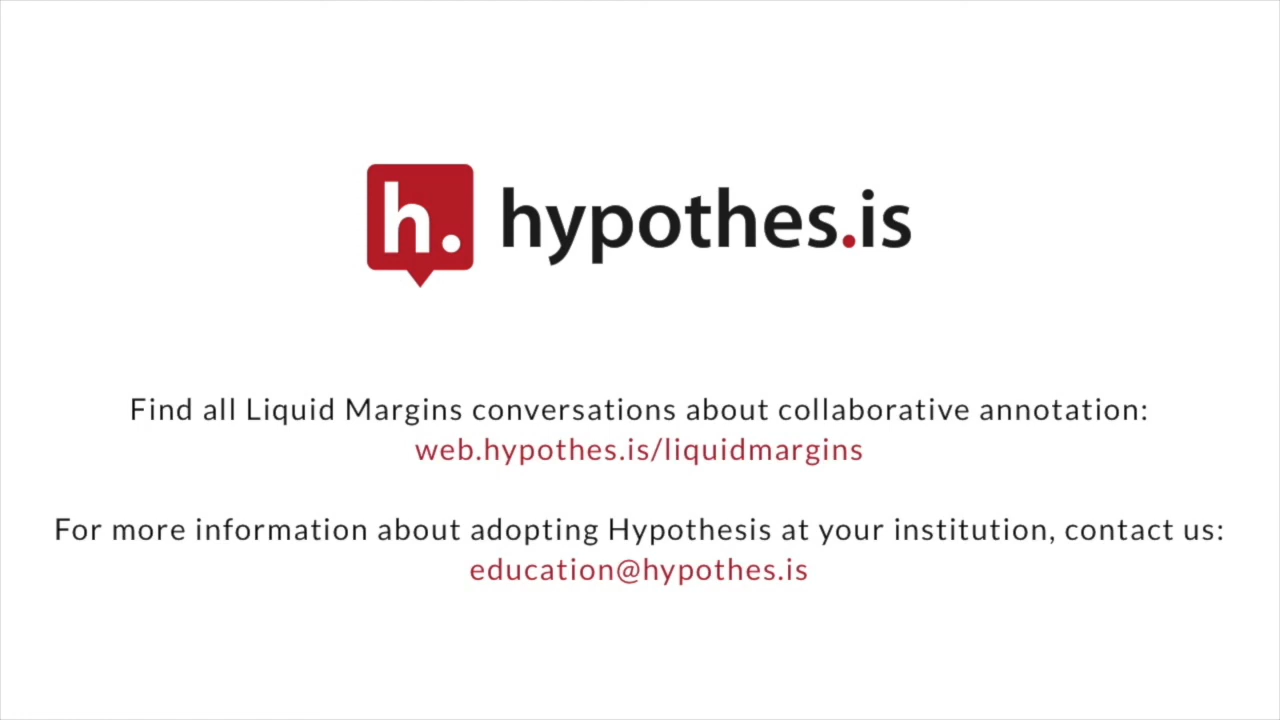 h. hypothes.is
Find all Liquid Margins conversations about collaborative annotation:
web.hypothes.is/liquidmargins
For more information about adopting Hypothesis at your institution, contact us:
education@hypothes.is